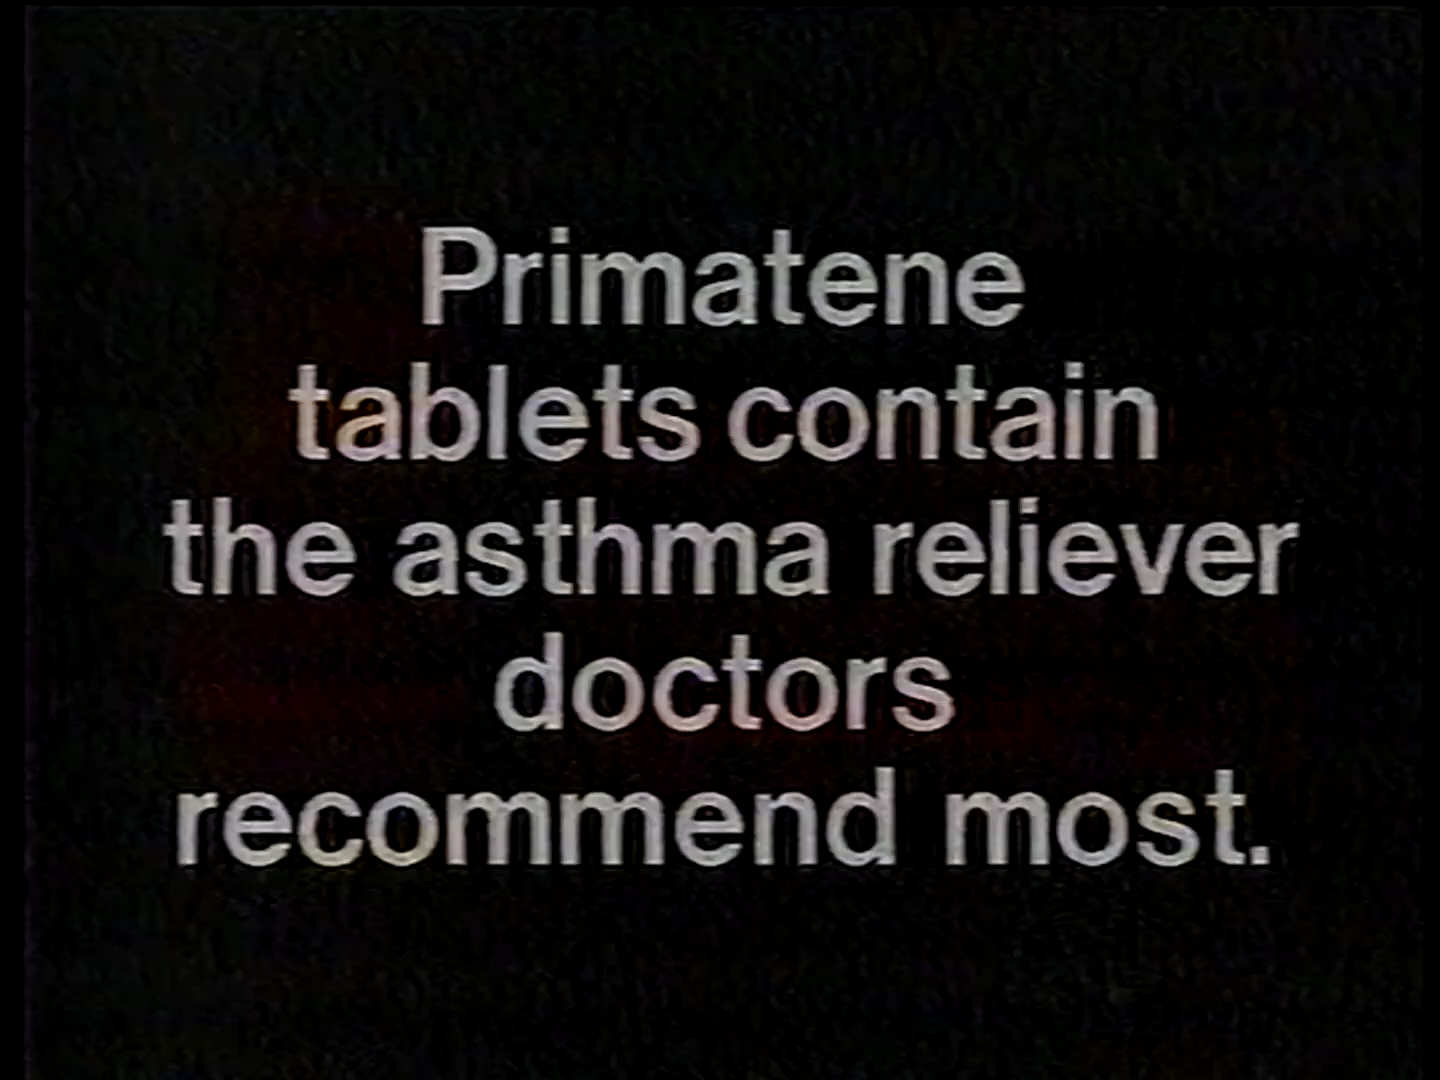 Primatene
tablets contain
the asthma reliever
doctors
recommend most.